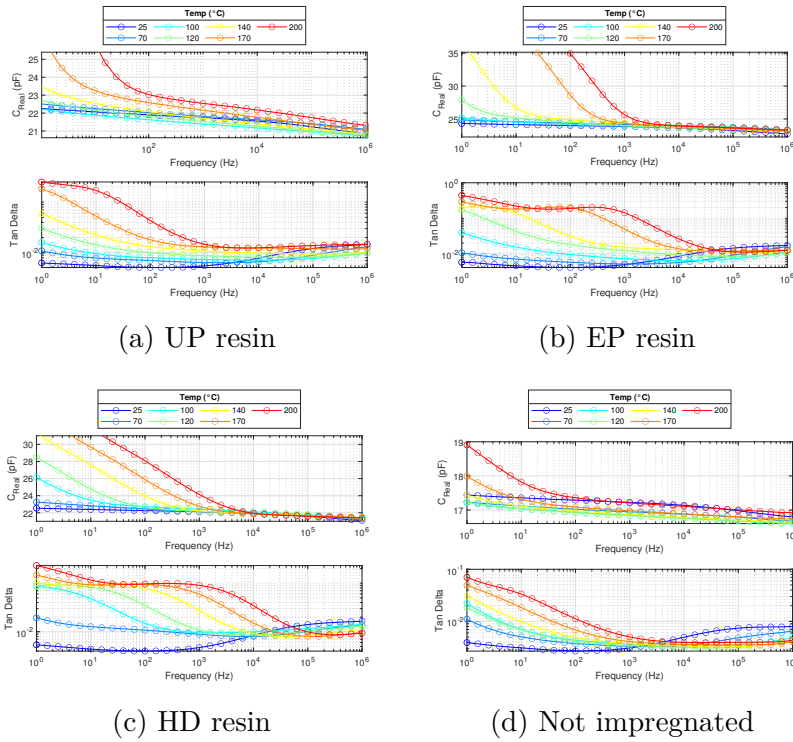 Temp (°C)
25 100 140 200
70 120 170
25
24
23
22
21
C_Real (pF)
10^2 10^4 10^6
Frequency (Hz)
Tan Delta
10^-2
10^0 10^1 10^2 10^3 10^4 10^5 10^6
Frequency (Hz)
(a) UP resin
Temp (°C)
25 100 140 200
70 120 170
35
30
25
C_Real (pF)
10^0 10^1 10^2 10^3 10^4 10^5 10^6
Frequency (Hz)
10^0
Tan Delta
10^-2
10^0 10^1 10^2 10^3 10^4 10^5 10^6
Frequency (Hz)
(b) EP resin
Temp (°C)
25 100 140 200
70 120 170
30
28
26
24
22
C_Real (pF)
10^0 10^1 10^2 10^3 10^4 10^5 10^6
Frequency (Hz)
Tan Delta
10^-2
10^0 10^1 10^2 10^3 10^4 10^5 10^6
Frequency (Hz)
(c) HD resin
Temp (°C)
25 100 140 200
70 120 170
19
18
17
C_Real (pF)
10^0 10^1 10^2 10^3 10^4 10^5 10^6
Frequency (Hz)
10^-1
Tan Delta
10^-2
10^0 10^1 10^2 10^3 10^4 10^5 10^6
Frequency (Hz)
(d) Not impregnated